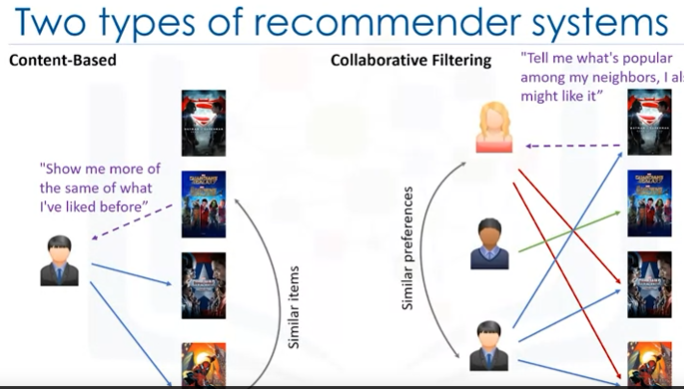 Two types of recommender systems
Content-Based
"Show me more of
the same of what
I've liked before"
Similar items
Collaborative Filtering
"Tell me what's popular
among my neighbors, I al
might like it"
Similar preferences